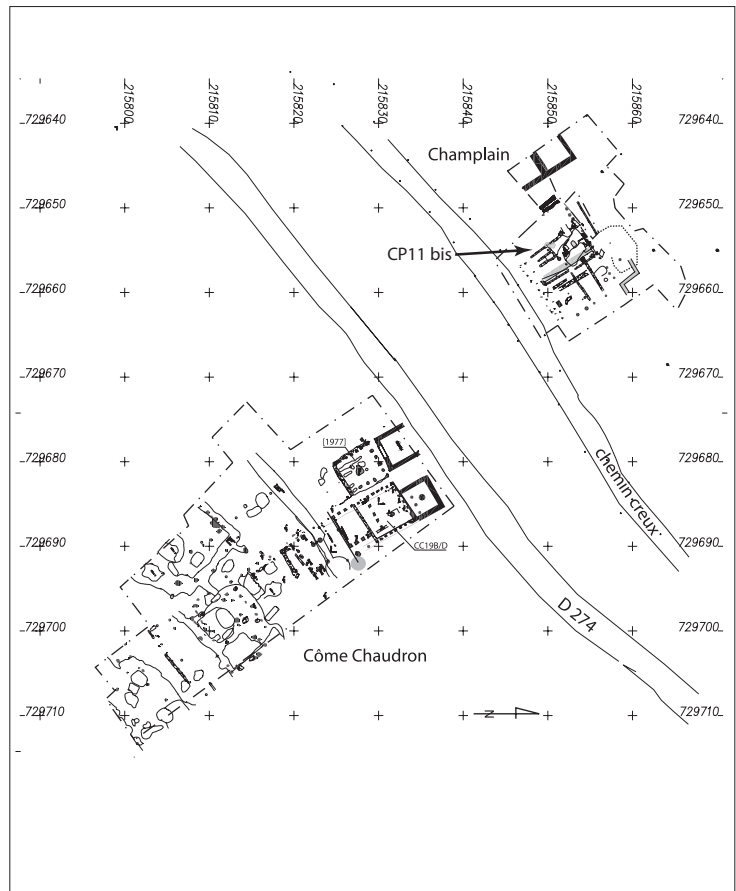 215800 215810 215820 215830 215840 215850 215860
729640 729640
Champlain
729650 729650
CP11 bis
729660 729660
729670 729670
[1977]
729680 729680
chemin creux
729690 729690
CC19B/D
D 274
729700 729700
Côme Chaudron
729710 N 729710